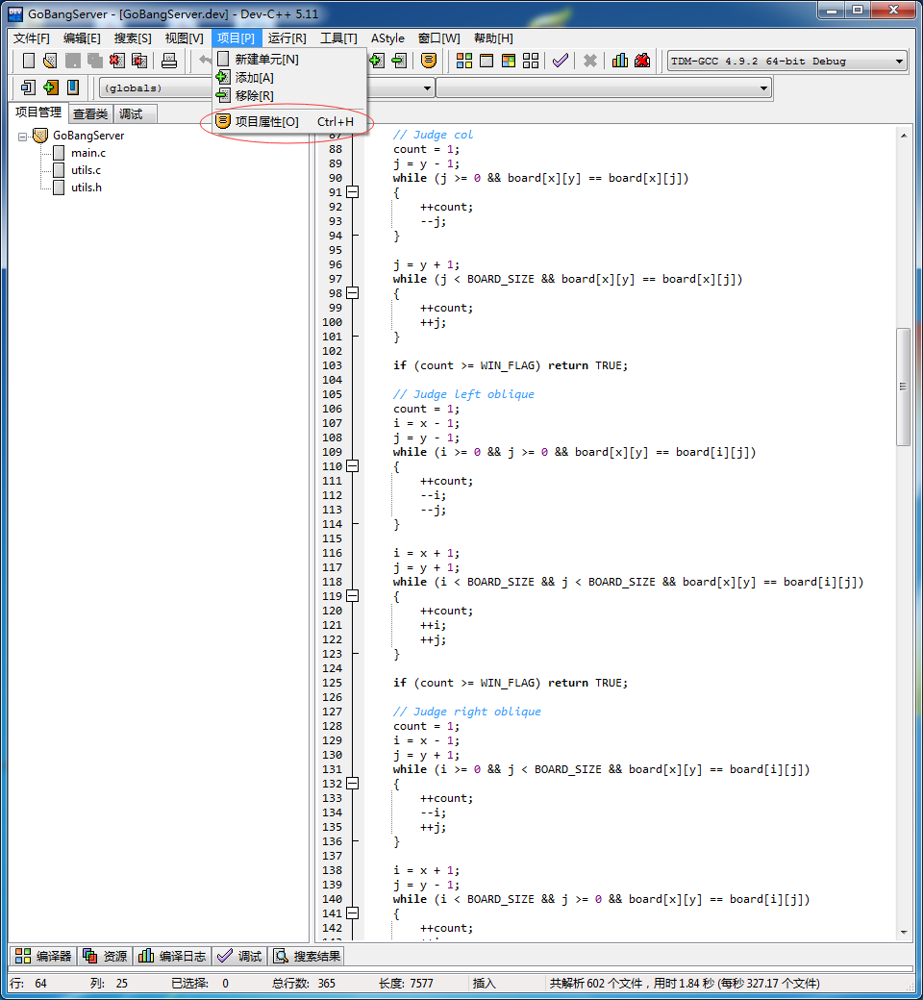 GoBangServer - [GoBangServer.dev] - Dev-C++ 5.11
文件[F] 编辑[E] 搜索[S] 视图[V] 项目[P] 运行[R] 工具[T] AStyle 窗口[W] 帮助[H]
新建单元[N]
添加[A]
移除[R]
项目属性[O] Ctrl+H
TDM-GCC 4.9.2 64-bit Debug
(globals)
项目管理 查看类 调试
GoBangServer
main.c
utils.c
utils.h
87 // Judge col
88 count = 1;
89 j = y - 1;
90 while (j >= 0 && board[x][y] == board[x][j])
91 {
92 ++count;
93 --j;
94 }
95
96 j = y + 1;
97 while (j < BOARD_SIZE && board[x][y] == board[x][j])
98 {
99 ++count;
100 ++j;
101 }
102
103 if (count >= WIN_FLAG) return TRUE;
104
105 // Judge left oblique
106 count = 1;
107 i = x - 1;
108 j = y - 1;
109 while (i >= 0 && j >= 0 && board[x][y] == board[i][j])
110 {
111 ++count;
112 --i;
113 --j;
114 }
115
116 i = x + 1;
117 j = y + 1;
118 while (i < BOARD_SIZE && j < BOARD_SIZE && board[x][y] == board[i][j])
119 {
120 ++count;
121 ++i;
122 ++j;
123 }
124
125 if (count >= WIN_FLAG) return TRUE;
126
127 // Judge right oblique
128 count = 1;
129 i = x - 1;
130 j = y + 1;
131 while (i >= 0 && j < BOARD_SIZE && board[x][y] == board[i][j])
132 {
133 ++count;
134 --i;
135 ++j;
136 }
137
138 i = x + 1;
139 j = y - 1;
140 while (i < BOARD_SIZE && j >= 0 && board[x][y] == board[i][j])
141 {
142 ++count;
编译器 资源 编译日志 调试 搜索结果
行: 64 列: 25 已选择: 0 总行数: 365 长度: 7577 插入 共解析 602 个文件，用时 1.84 秒 (每秒 327.17 个文件)